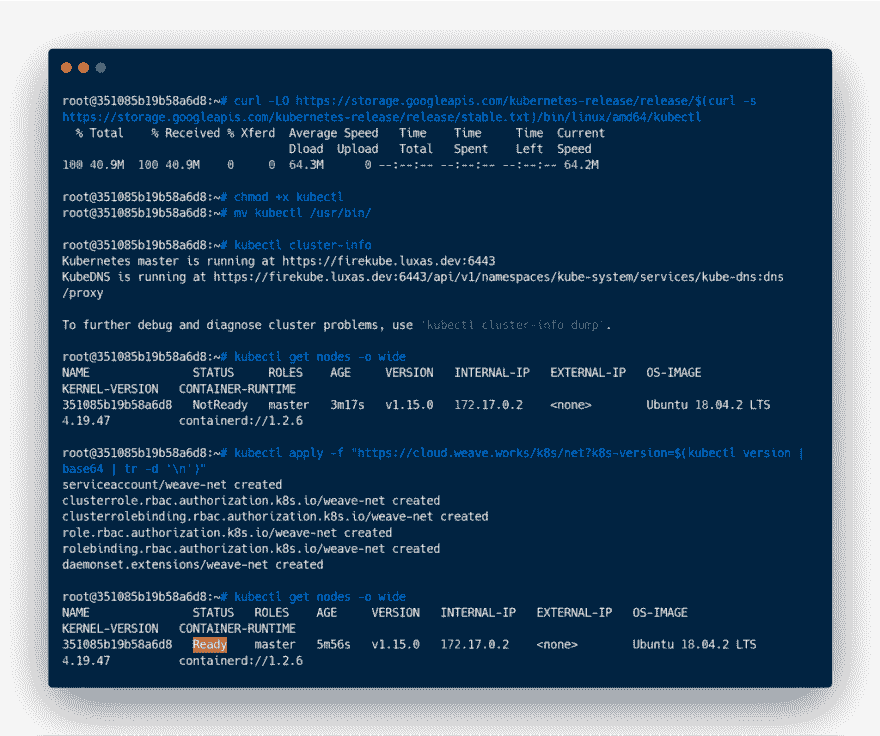 root@351085b19b58a6d8:~# curl -LO https://storage.googleapis.com/kubernetes-release/release/$(curl -s
https://storage.googleapis.com/kubernetes-release/release/stable.txt)/bin/linux/amd64/kubectl
% Total % Received % Xferd Average Speed Time Time Time Current
Dload Upload Total Spent Left Speed
100 40.9M 100 40.9M 0 0 64.3M 0 --:--:-- --:--:-- --:--:-- 64.2M
root@351085b19b58a6d8:~# chmod +x kubectl
root@351085b19b58a6d8:~# mv kubectl /usr/bin/
root@351085b19b58a6d8:~# kubectl cluster-info
Kubernetes master is running at https://firekube.luxas.dev:6443
KubeDNS is running at https://firekube.luxas.dev:6443/api/v1/namespaces/kube-system/services/kube-dns:dns
/proxy
To further debug and diagnose cluster problems, use 'kubectl cluster-info dump'.
root@351085b19b58a6d8:~# kubectl get nodes -o wide
NAME STATUS ROLES AGE VERSION INTERNAL-IP EXTERNAL-IP OS-IMAGE
KERNEL-VERSION CONTAINER-RUNTIME
351085b19b58a6d8 NotReady master 3m17s v1.15.0 172.17.0.2 <none> Ubuntu 18.04.2 LTS
4.19.47 containerd://1.2.6
root@351085b19b58a6d8:~# kubectl apply -f "https://cloud.weave.works/k8s/net?k8s-version=$(kubectl version |
base64 | tr -d '\n')"
serviceaccount/weave-net created
clusterrole.rbac.authorization.k8s.io/weave-net created
clusterrolebinding.rbac.authorization.k8s.io/weave-net created
role.rbac.authorization.k8s.io/weave-net created
rolebinding.rbac.authorization.k8s.io/weave-net created
daemonset.extensions/weave-net created
root@351085b19b58a6d8:~# kubectl get nodes -o wide
NAME STATUS ROLES AGE VERSION INTERNAL-IP EXTERNAL-IP OS-IMAGE
KERNEL-VERSION CONTAINER-RUNTIME
351085b19b58a6d8 Ready master 5m56s v1.15.0 172.17.0.2 <none> Ubuntu 18.04.2 LTS
4.19.47 containerd://1.2.6